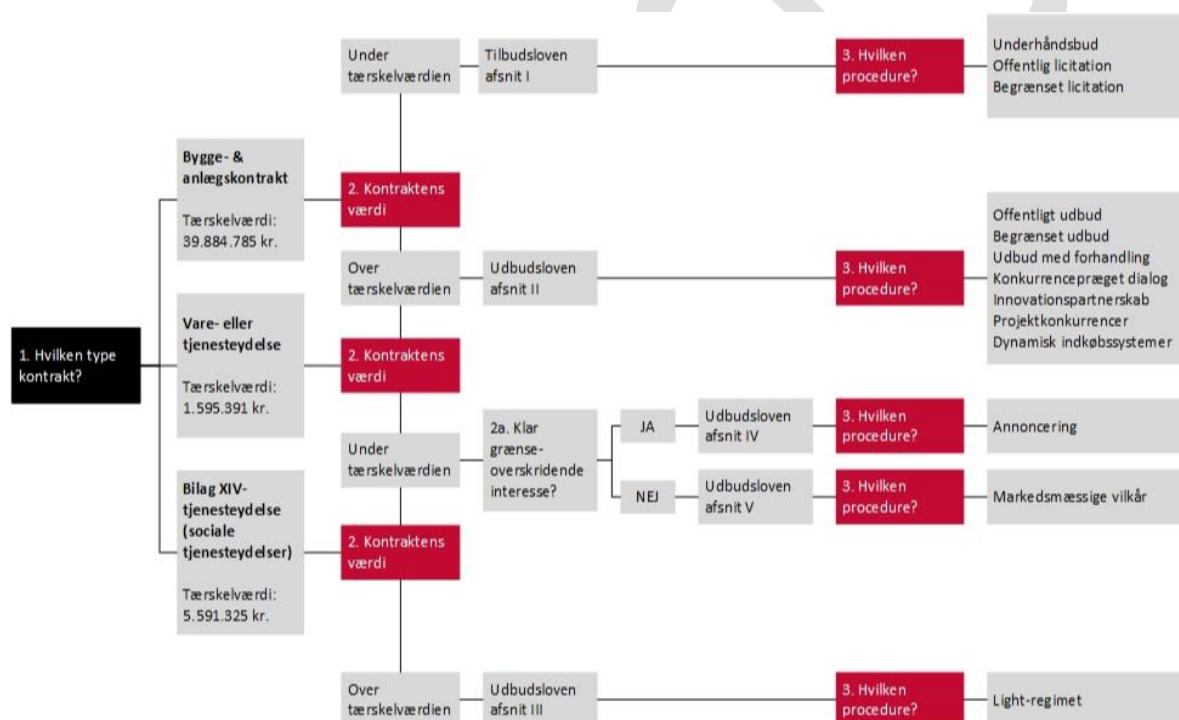 1. Hvilken type
kontrakt?
Bygge- &
anlægskontrakt
Tærskelværdi:
39.884.785 kr.
Vare- eller
tjenesteydelse
Tærskelværdi:
1.595.391 kr.
Bilag XIV-
tjenesteydelse
(sociale
tjenesteydelser)
Tærskelværdi:
5.591.325 kr.
Under
tærskelværdien
2. Kontraktens
værdi
Over
tærskelværdien
2. Kontraktens
værdi
Under
tærskelværdien
2. Kontraktens
værdi
Over
tærskelværdien
Tilbudsloven
afsnit I
3. Hvilken
procedure?
Underhåndsbud
Offentlig licitation
Begrænset licitation
Udbudsloven
afsnit II
3. Hvilken
procedure?
Offentligt udbud
Begrænset udbud
Udbud med forhandling
Konkurrencepræget dialog
Innovationspartnerskab
Projektkonkurrencer
Dynamisk indkøbssystemer
2a. Klar
grænse-
overskridende
interesse?
JA
Udbudsloven
afsnit IV
3. Hvilken
procedure?
Annoncering
NEJ
Udbudsloven
afsnit V
3. Hvilken
procedure?
Markedsmæssige vilkår
Udbudsloven
afsnit III
3. Hvilken
procedure?
Light-regimet